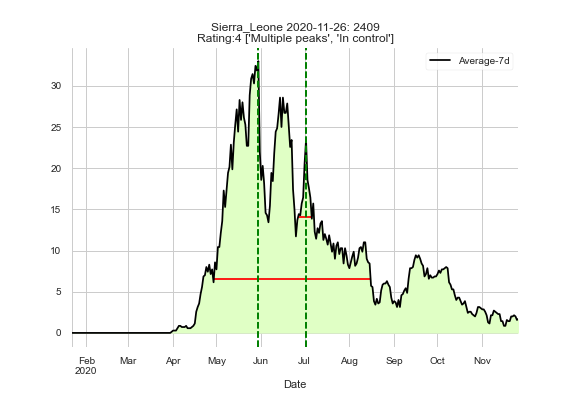 Sierra_Leone 2020-11-26: 2409
Rating:4 ['Multiple peaks', 'In control']
Average-7d
30
25
20
15
10
5
0
Feb Mar Apr May Jun Jul Aug Sep Oct Nov
2020
Date